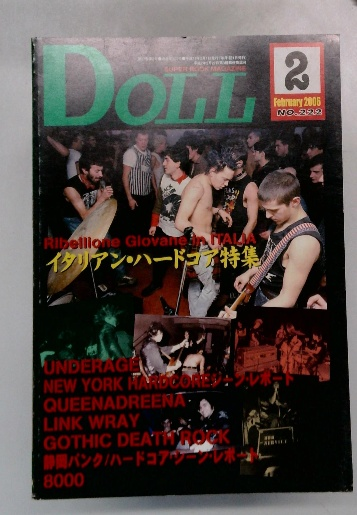 SUPER ROCK MAGAZINE
DOLL
2
February 2006
NO.222
Ribellione Giovane in ITALIA
イタリアン・ハードコア特集
UNDERAGE
NEW YORK HARDCOREシーン・レポート
QUEENADREENA
LINK WRAY
GOTHIC DEATH ROCK
静岡パンク/ハードコア・シーン・レポート
8000